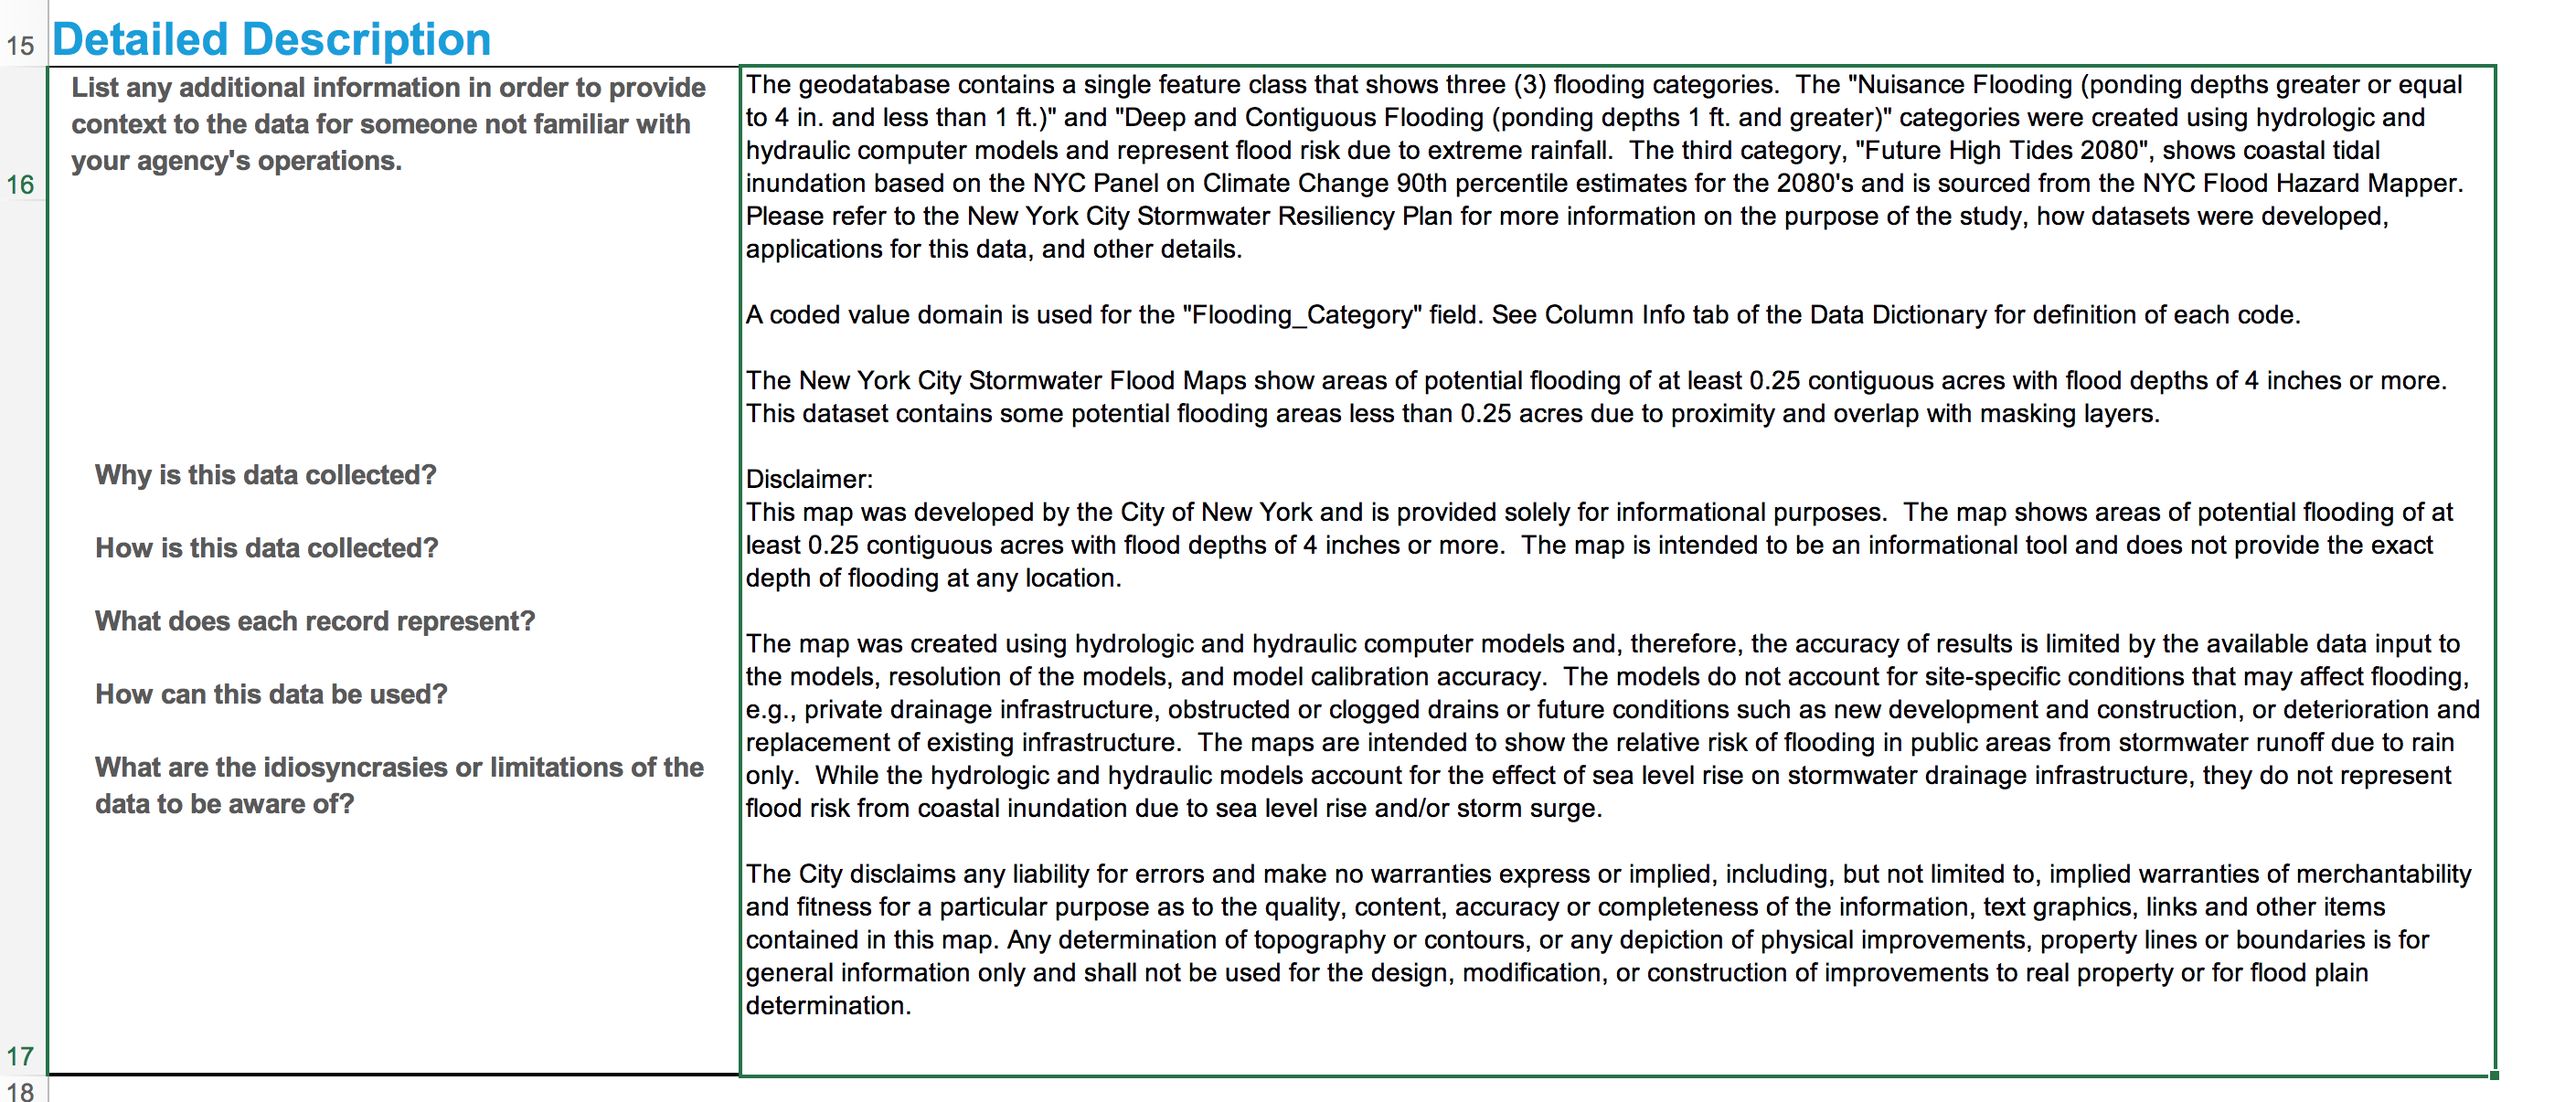 15 Detailed Description
16
List any additional information in order to provide
context to the data for someone not familiar with
your agency's operations.
Why is this data collected?
How is this data collected?
What does each record represent?
How can this data be used?
What are the idiosyncrasies or limitations of the
data to be aware of?
The geodatabase contains a single feature class that shows three (3) flooding categories.  The "Nuisance Flooding (ponding depths greater or equal
to 4 in. and less than 1 ft.)" and "Deep and Contiguous Flooding (ponding depths 1 ft. and greater)" categories were created using hydrologic and
hydraulic computer models and represent flood risk due to extreme rainfall.  The third category, "Future High Tides 2080", shows coastal tidal
inundation based on the NYC Panel on Climate Change 90th percentile estimates for the 2080's and is sourced from the NYC Flood Hazard Mapper.
Please refer to the New York City Stormwater Resiliency Plan for more information on the purpose of the study, how datasets were developed,
applications for this data, and other details.
A coded value domain is used for the "Flooding_Category" field. See Column Info tab of the Data Dictionary for definition of each code.
The New York City Stormwater Flood Maps show areas of potential flooding of at least 0.25 contiguous acres with flood depths of 4 inches or more.
This dataset contains some potential flooding areas less than 0.25 acres due to proximity and overlap with masking layers.
Disclaimer:
This map was developed by the City of New York and is provided solely for informational purposes.  The map shows areas of potential flooding of at
least 0.25 contiguous acres with flood depths of 4 inches or more.  The map is intended to be an informational tool and does not provide the exact
depth of flooding at any location.
The map was created using hydrologic and hydraulic computer models and, therefore, the accuracy of results is limited by the available data input to
the models, resolution of the models, and model calibration accuracy.  The models do not account for site-specific conditions that may affect flooding,
e.g., private drainage infrastructure, obstructed or clogged drains or future conditions such as new development and construction, or deterioration and
replacement of existing infrastructure.  The maps are intended to show the relative risk of flooding in public areas from stormwater runoff due to rain
only.  While the hydrologic and hydraulic models account for the effect of sea level rise on stormwater drainage infrastructure, they do not represent
flood risk from coastal inundation due to sea level rise and/or storm surge.
The City disclaims any liability for errors and make no warranties express or implied, including, but not limited to, implied warranties of merchantability
and fitness for a particular purpose as to the quality, content, accuracy or completeness of the information, text graphics, links and other items
contained in this map. Any determination of topography or contours, or any depiction of physical improvements, property lines or boundaries is for
general information only and shall not be used for the design, modification, or construction of improvements to real property or for flood plain
determination.
17
18